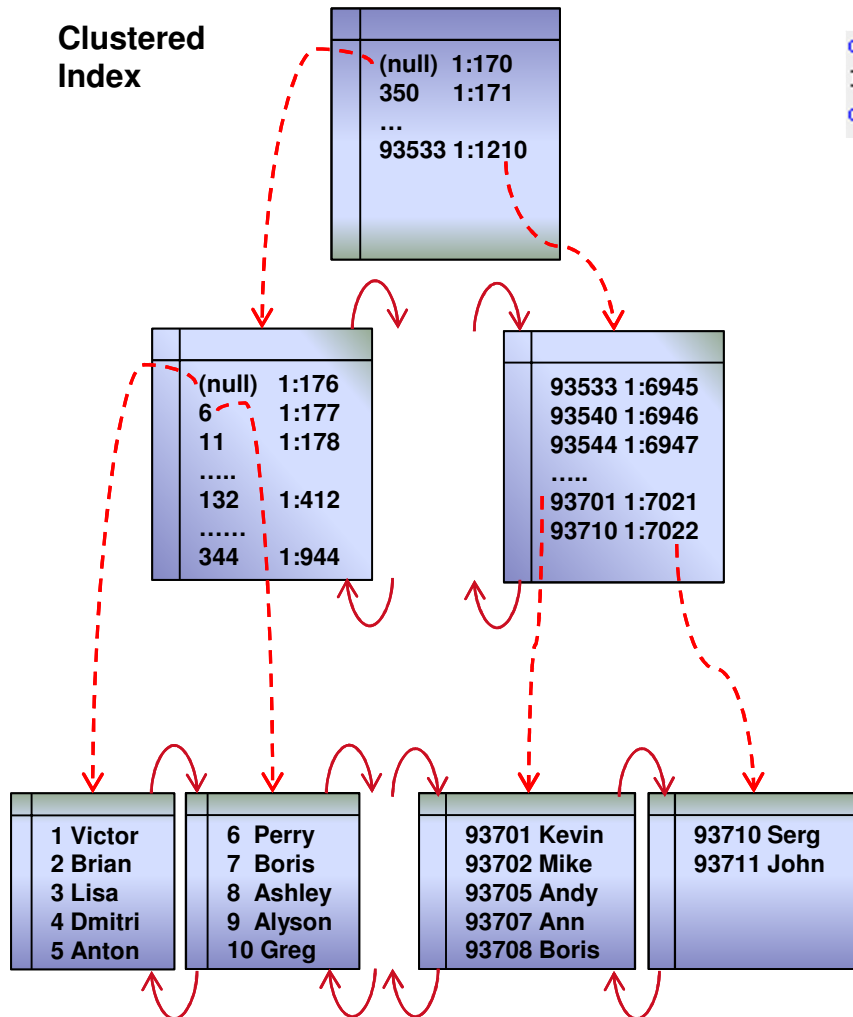 Clustered
Index
(null) 1:170
350 1:171
...
93533 1:1210
(null) 1:176
6 1:177
11 1:178
.....
132 1:412
......
344 1:944
93533 1:6945
93540 1:6946
93544 1:6947
.....
93701 1:7021
93710 1:7022
1 Victor
2 Brian
3 Lisa
4 Dmitri
5 Anton
6 Perry
7 Boris
8 Ashley
9 Alyson
10 Greg
93701 Kevin
93702 Mike
93705 Andy
93707 Ann
93708 Boris
93710 Serg
93711 John